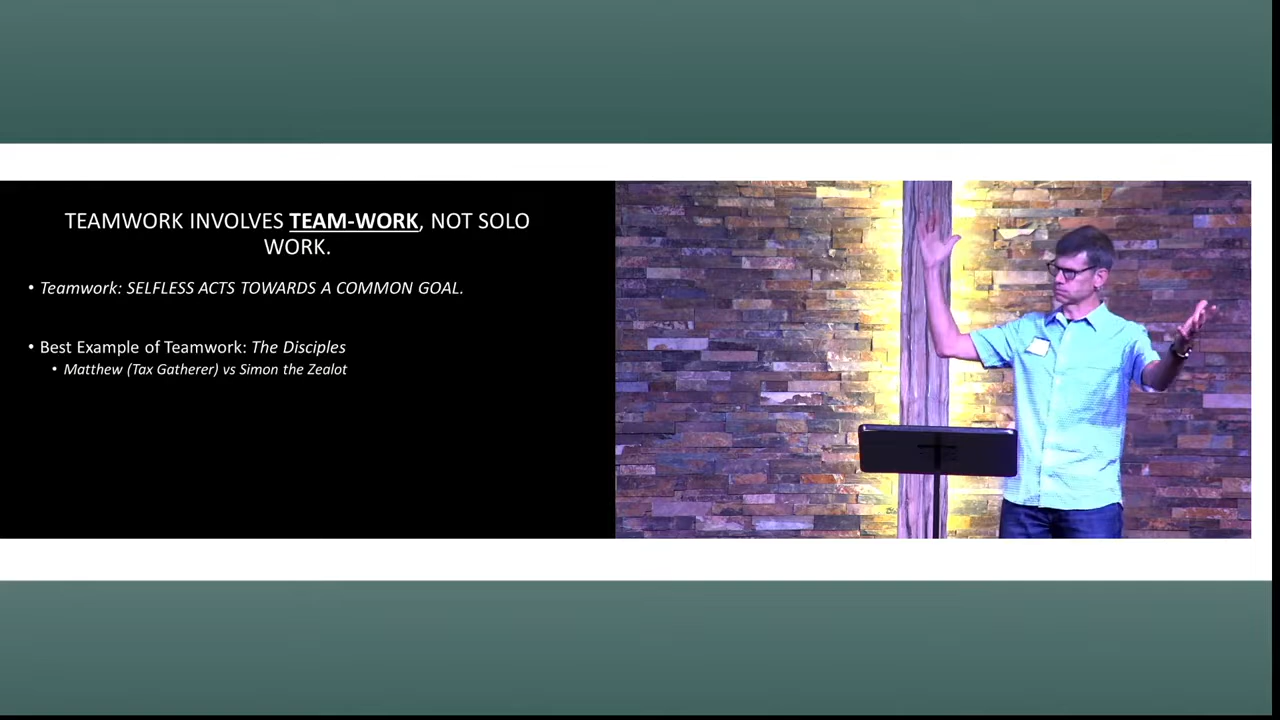 TEAMWORK INVOLVES TEAM-WORK, NOT SOLO
WORK.
• Teamwork: SELFLESS ACTS TOWARDS A COMMON GOAL.
• Best Example of Teamwork: The Disciples
• Matthew (Tax Gatherer) vs Simon the Zealot